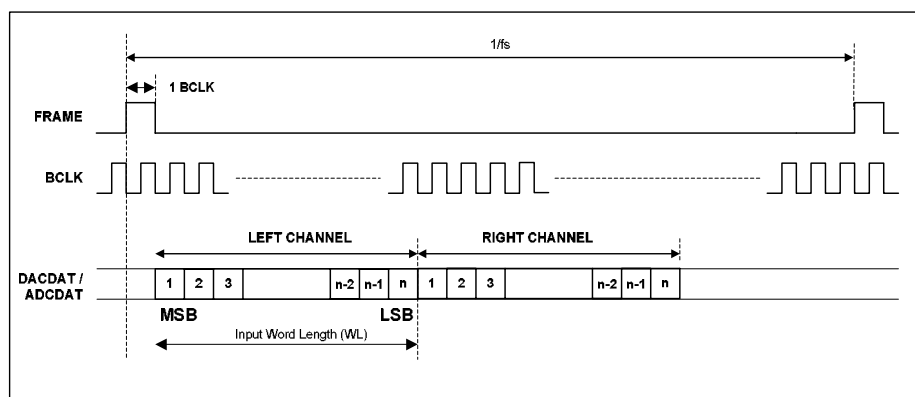 1/fs
1 BCLK
FRAME
BCLK
LEFT CHANNEL RIGHT CHANNEL
DACDAT /
ADCDAT
1 2 3 n-2 n-1 n 1 2 3 n-2 n-1 n
MSB LSB
Input Word Length (WL)